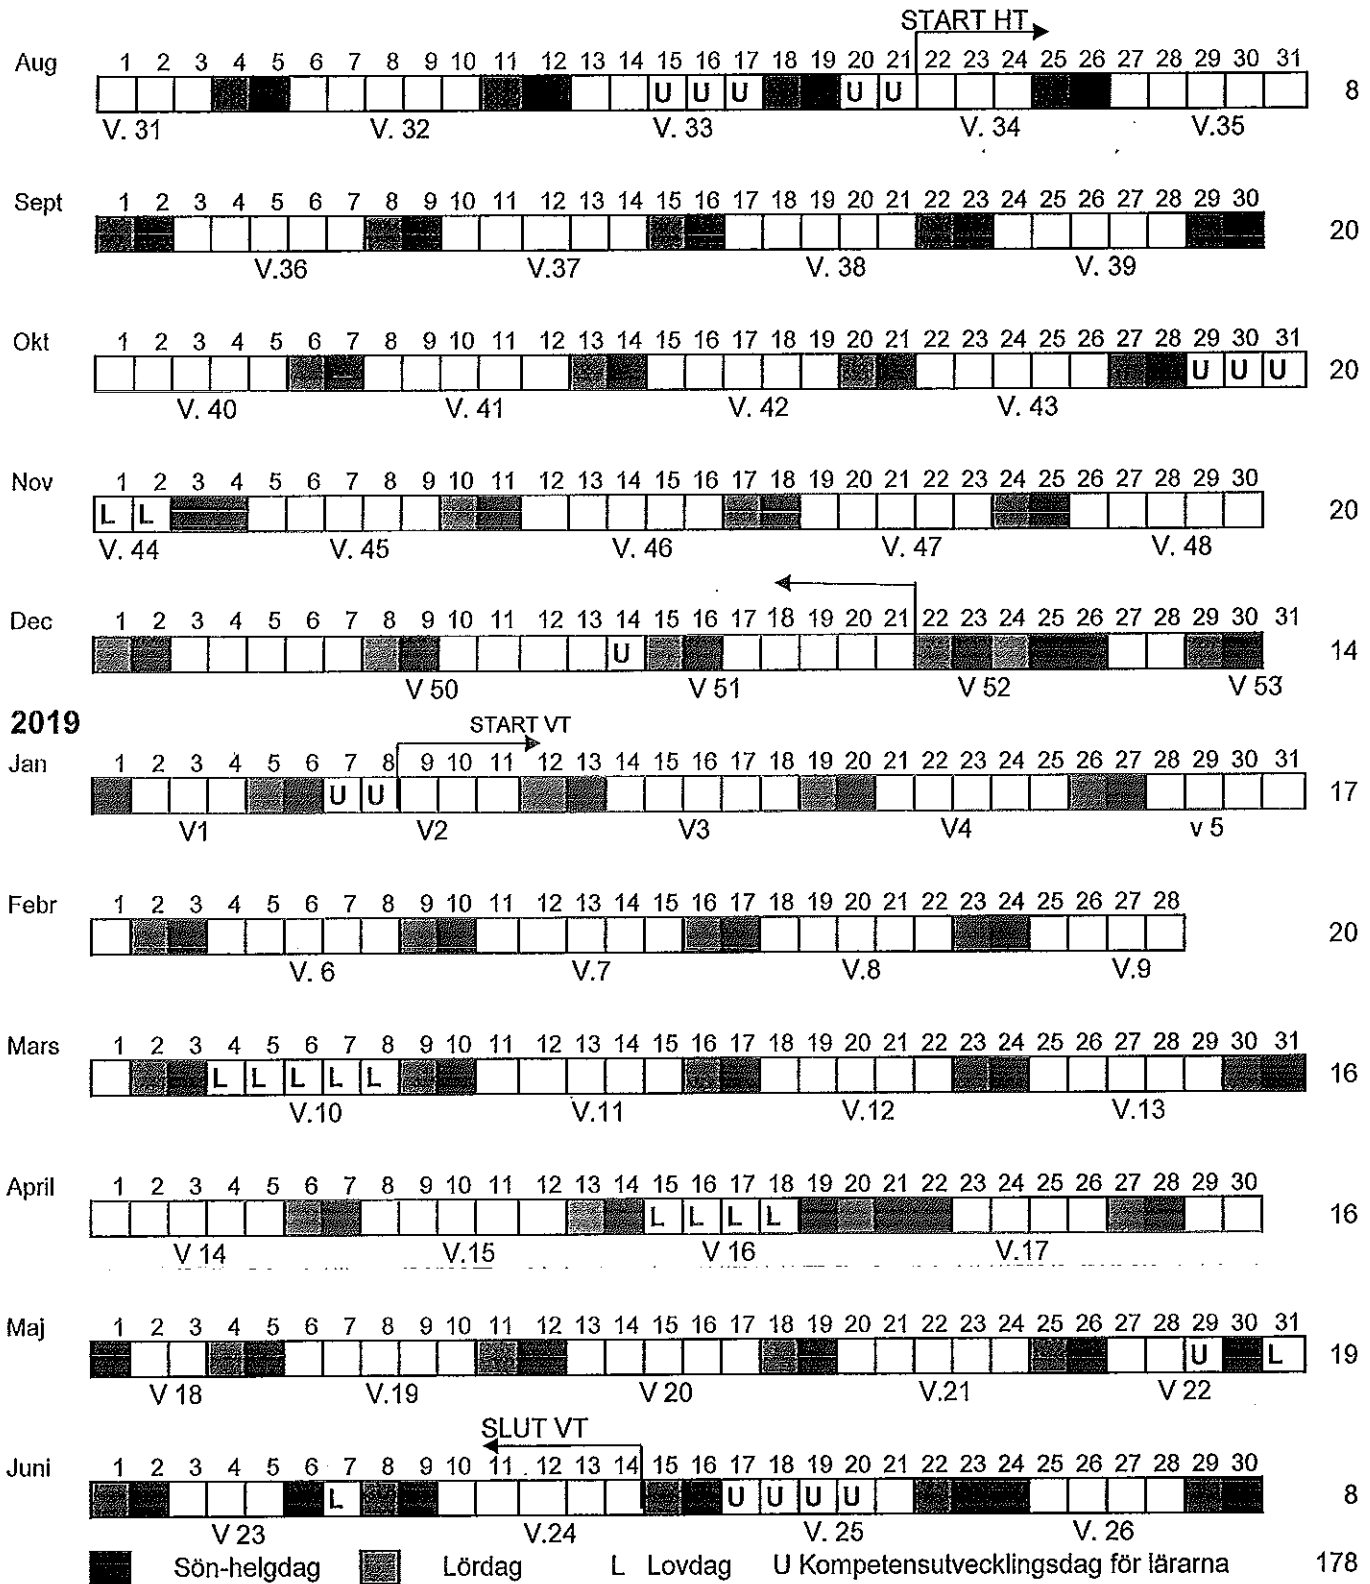 START HT
Aug 1 2 3 4 5 6 7 8 9 10 11 12 13 14 15 16 17 18 19 20 21 22 23 24 25 26 27 28 29 30 31
U U U U U 8
V. 31 V. 32 V. 33 V. 34 V.35
Sept 1 2 3 4 5 6 7 8 9 10 11 12 13 14 15 16 17 18 19 20 21 22 23 24 25 26 27 28 29 30
20
V.36 V.37 V.38 V. 39
Okt 1 2 3 4 5 6 7 8 9 10 11 12 13 14 15 16 17 18 19 20 21 22 23 24 25 26 27 28 29 30 31
U U U 20
V. 40 V. 41 V. 42 V. 43
Nov 1 2 3 4 5 6 7 8 9 10 11 12 13 14 15 16 17 18 19 20 21 22 23 24 25 26 27 28 29 30
L L 20
V. 44 V. 45 V. 46 V. 47 V. 48
Dec 1 2 3 4 5 6 7 8 9 10 11 12 13 14 15 16 17 18 19 20 21 22 23 24 25 26 27 28 29 30 31
U 14
V 50 V 51 V 52 V 53
2019
START VT
Jan 1 2 3 4 5 6 7 8 9 10 11 12 13 14 15 16 17 18 19 20 21 22 23 24 25 26 27 28 29 30 31
U U 17
V1 V2 V3 V4 v 5
Febr 1 2 3 4 5 6 7 8 9 10 11 12 13 14 15 16 17 18 19 20 21 22 23 24 25 26 27 28
20
V. 6 V.7 V.8 V.9
Mars 1 2 3 4 5 6 7 8 9 10 11 12 13 14 15 16 17 18 19 20 21 22 23 24 25 26 27 28 29 30 31
L L L L L 16
V.10 V.11 V.12 V.13
April 1 2 3 4 5 6 7 8 9 10 11 12 13 14 15 16 17 18 19 20 21 22 23 24 25 26 27 28 29 30
L L L L 16
V 14 V.15 V 16 V.17
Maj 1 2 3 4 5 6 7 8 9 10 11 12 13 14 15 16 17 18 19 20 21 22 23 24 25 26 27 28 29 30 31
U L 19
V 18 V.19 V 20 V.21 V 22
SLUT VT
Juni 1 2 3 4 5 6 7 8 9 10 11 12 13 14 15 16 17 18 19 20 21 22 23 24 25 26 27 28 29 30
L U U U U 8
V 23 V.24 V. 25 V. 26
Sön-helgdag Lördag L Lovdag U Kompetensutvecklingsdag för lärarna 178